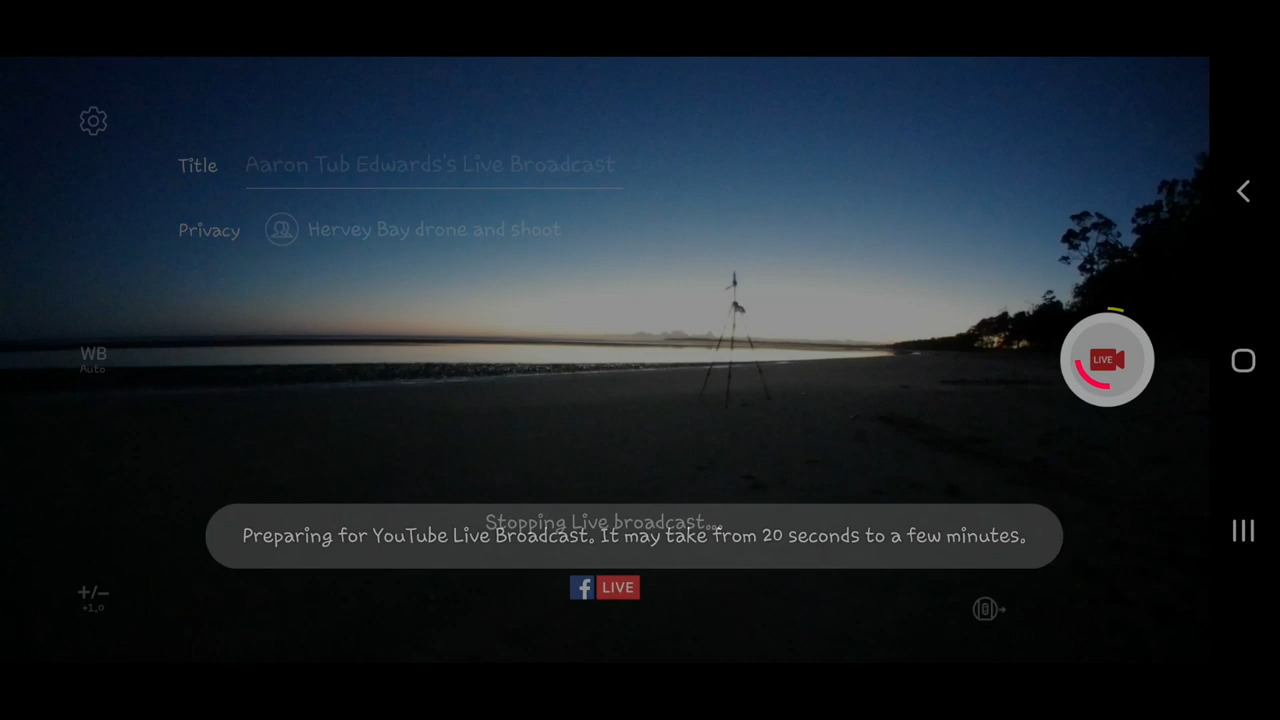 Title Aaron Tub Edwards's Live Broadcast
Privacy Hervey Bay drone and shoot
WB
Auto
LIVE
Stopping Live broadcast...
Preparing for YouTube Live Broadcast. It may take from 20 seconds to a few minutes.
f LIVE
+/-
+1.0